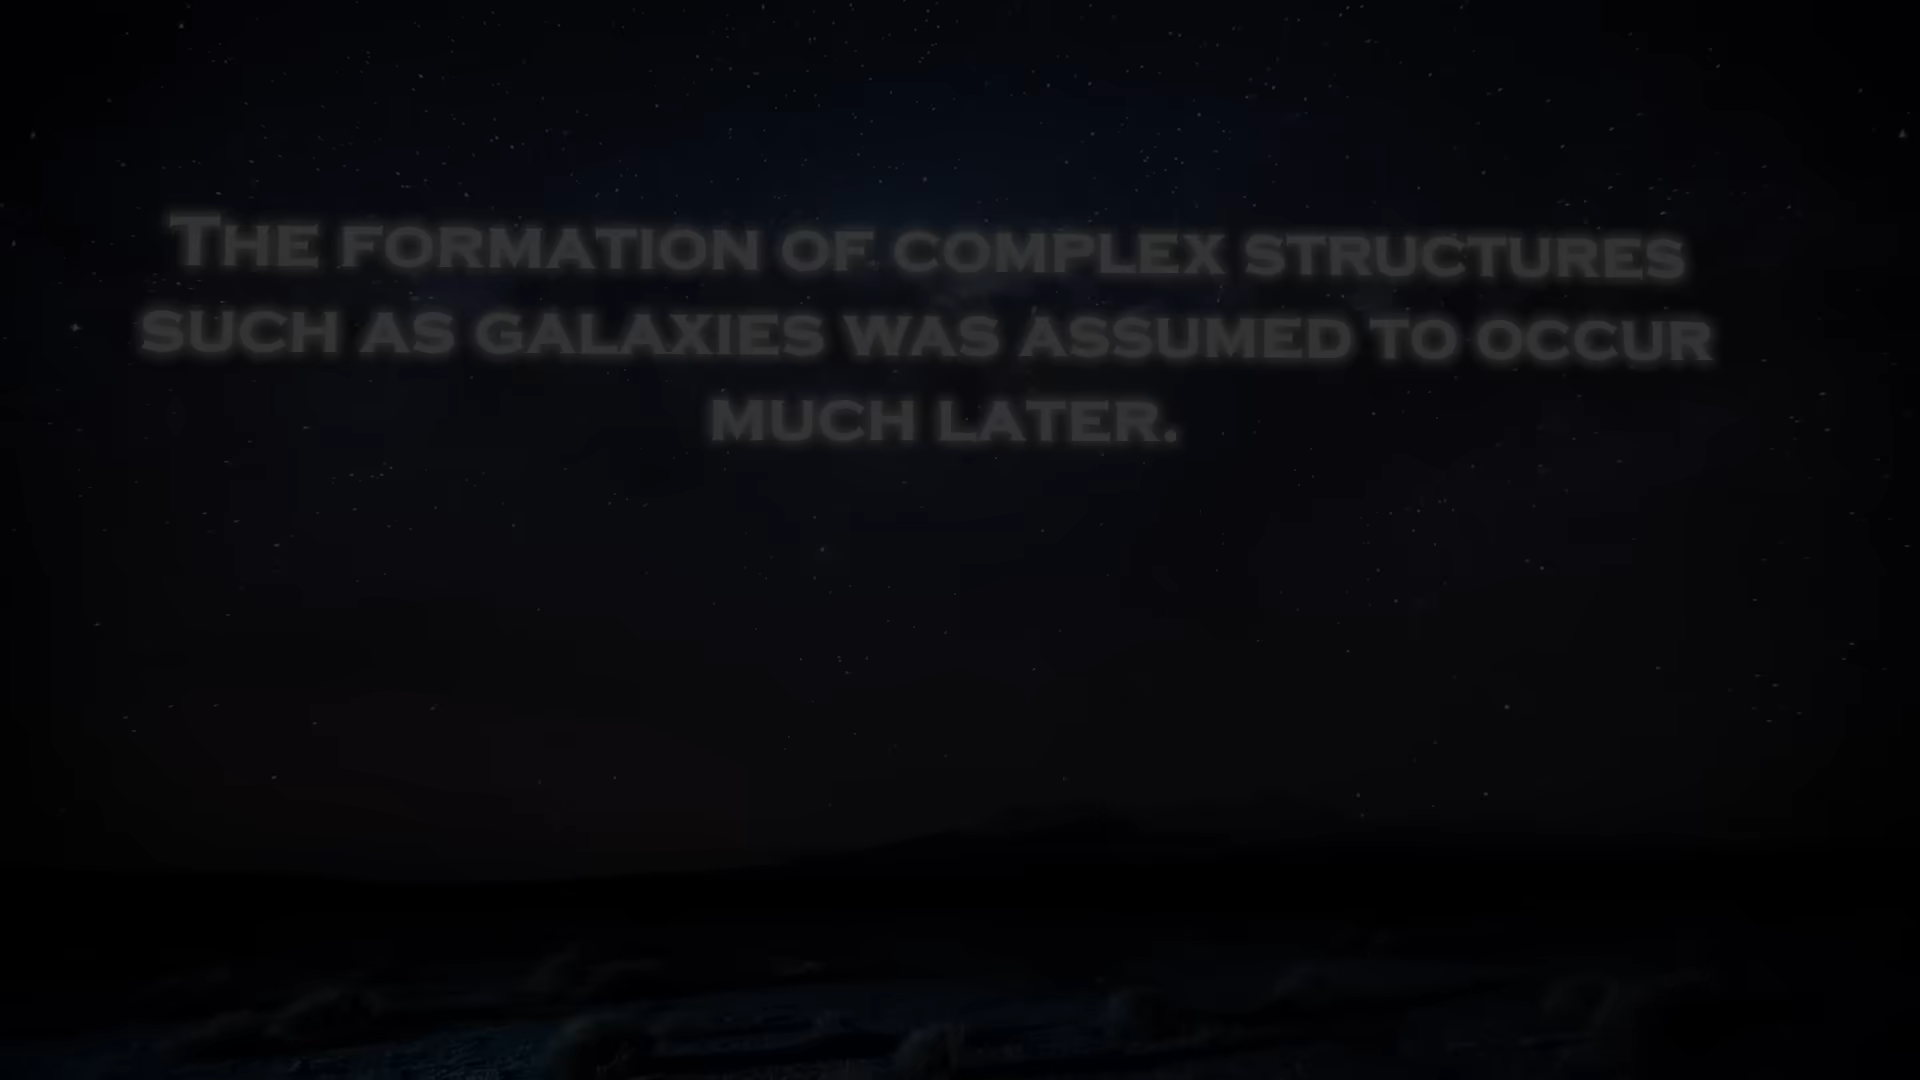 The formation of complex structures
such as galaxies was assumed to occur
much later.